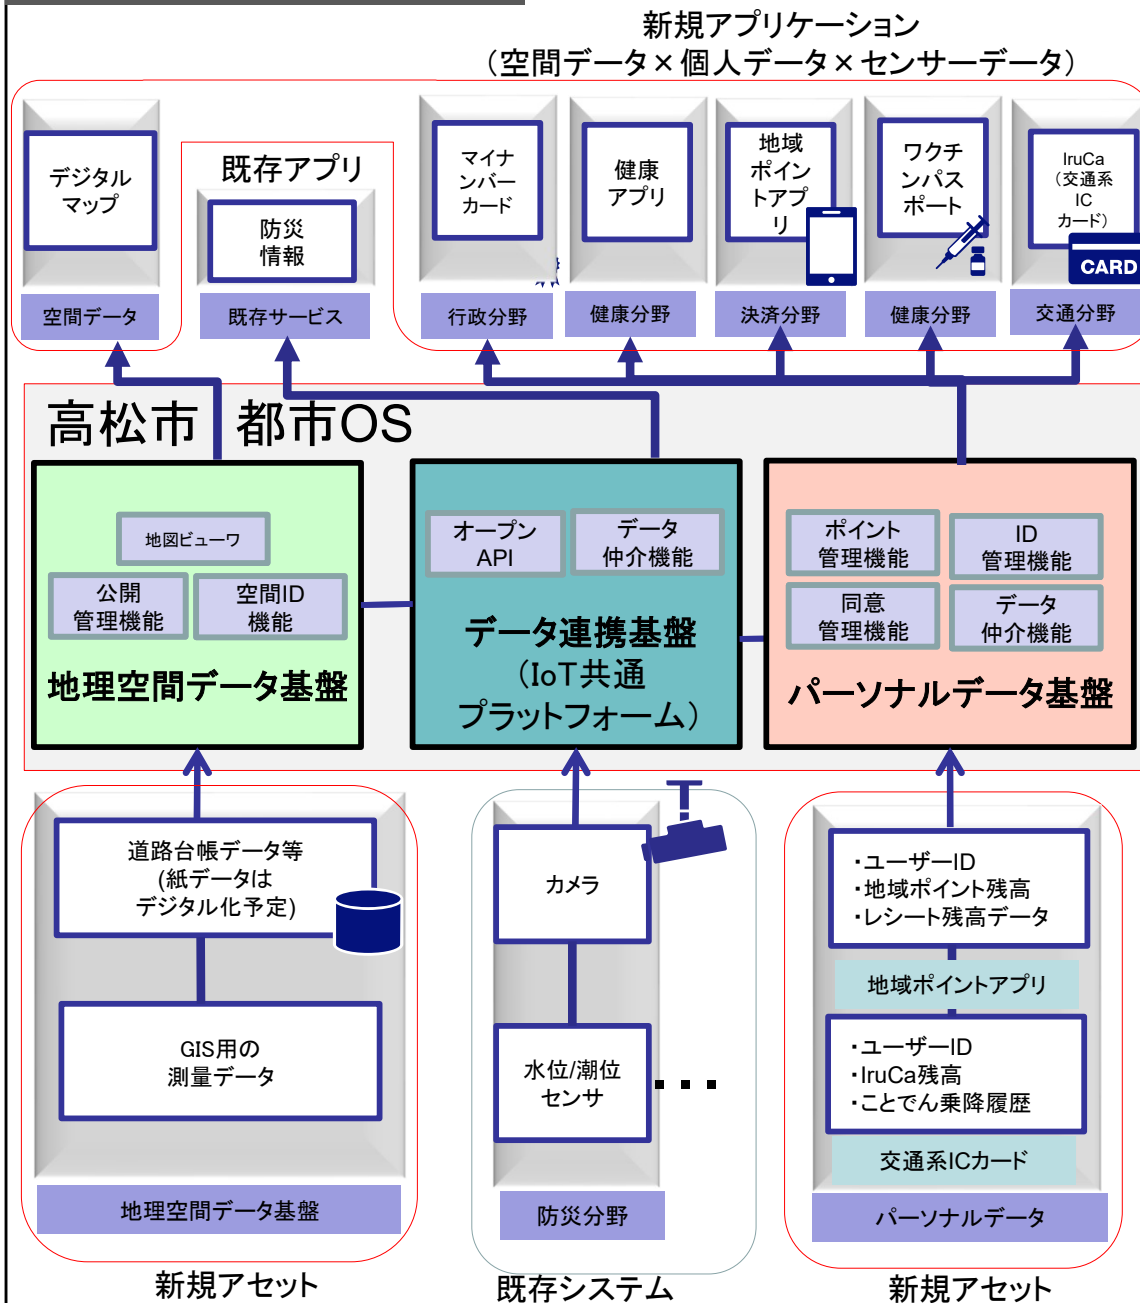 新規アプリケーション
（空間データ×個人データ×センサーデータ）
デジタル
マップ
空間データ
既存アプリ
防災
情報
既存サービス
マイナ
ンバー
カード
行政分野
健康
アプリ
健康分野
地域
ポイン
トアプ
リ
決済分野
ワクチ
ンパス
ポート
健康分野
IruCa
（交通系
IC
カード）
CARD
交通分野
高松市 都市OS
地図ビューワ
公開
管理機能
空間ID
機能
地理空間データ基盤
オープン
API
データ
仲介機能
データ連携基盤
（IoT共通
プラットフォーム）
ポイント
管理機能
ID
管理機能
同意
管理機能
データ
仲介機能
パーソナルデータ基盤
道路台帳データ等
(紙データは
デジタル化予定)
GIS用の
測量データ
地理空間データ基盤
新規アセット
カメラ
水位/潮位
センサ
防災分野
既存システム
・ユーザーID
・地域ポイント残高
・レシート残高データ
地域ポイントアプリ
・ユーザーID
・IruCa残高
・ことでん乗降履歴
交通系ICカード
パーソナルデータ
新規アセット